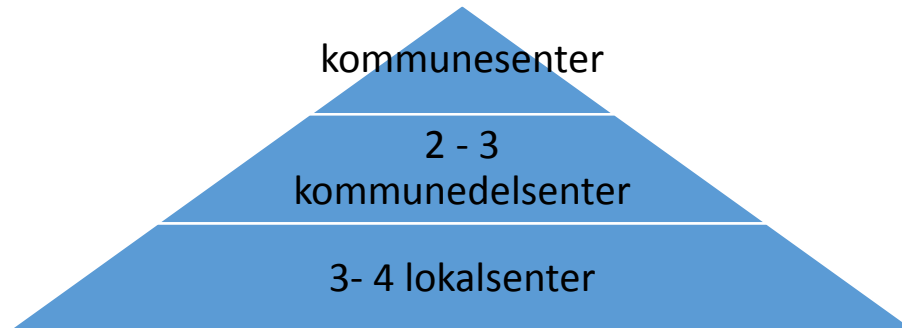 kommunesenter
2 - 3
kommunedelsenter
3- 4 lokalsenter